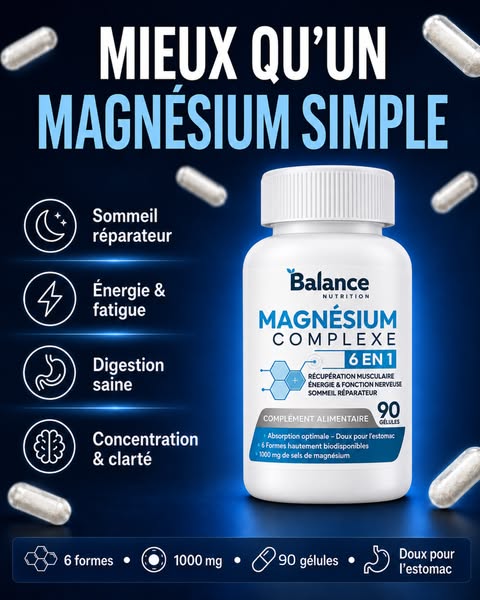 MIEUX QU'UN
MAGNÉSIUM SIMPLE
Sommeil
réparateur
Énergie &
fatigue
Digestion
saine
Concentration
& clarté
Balance
NUTRITION
MAGNÉSIUM
COMPLEXE
6 EN 1
RÉCUPÉRATION MUSCULAIRE
ÉNERGIE & FONCTION NERVEUSE
SOMMEIL RÉPARATEUR
COMPLÉMENT ALIMENTAIRE
90
GÉLULES
Absorption optimale – Doux pour l'estomac
6 Formes hautement biodisponibles
1000 mg de sels de magnésium
6 formes • 1000 mg • 90 gélules • Doux pour
l'estomac